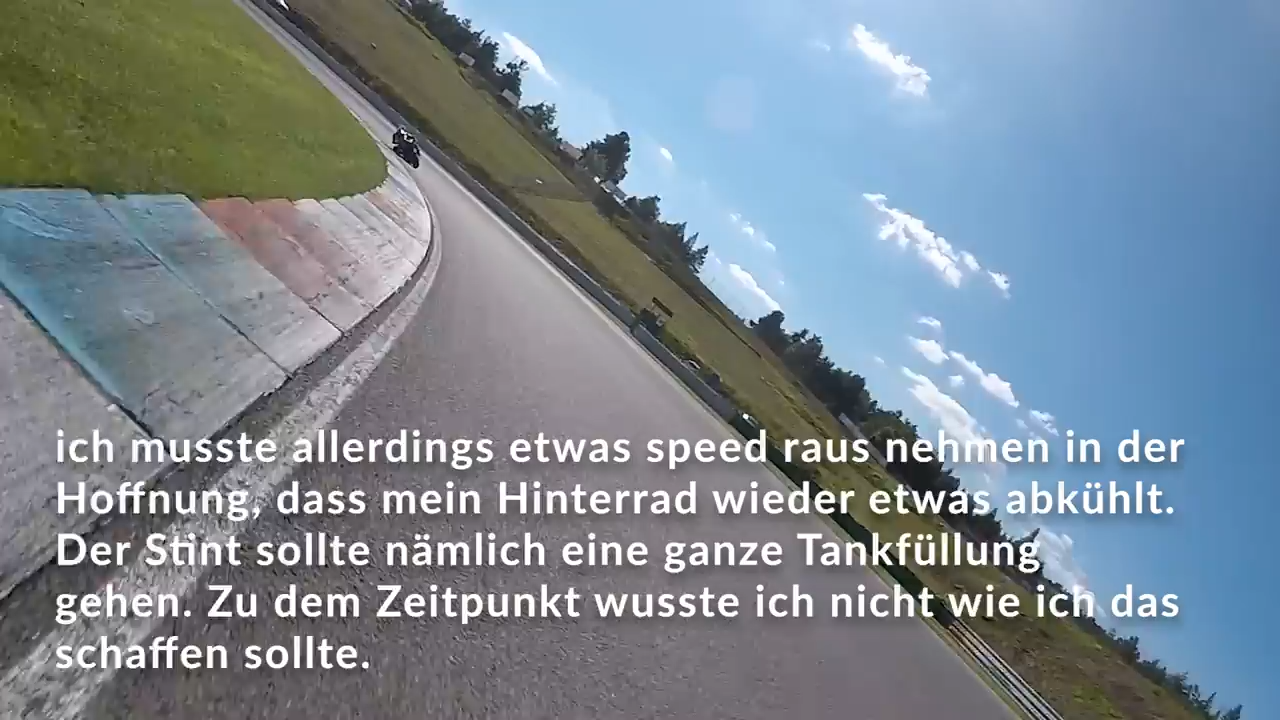 ich musste allerdings etwas speed raus nehmen in der
Hoffnung, dass mein Hinterrad wieder etwas abkühlt.
Der Stint sollte nämlich eine ganze Tankfüllung
gehen. Zu dem Zeitpunkt wusste ich nicht wie ich das
schaffen sollte.